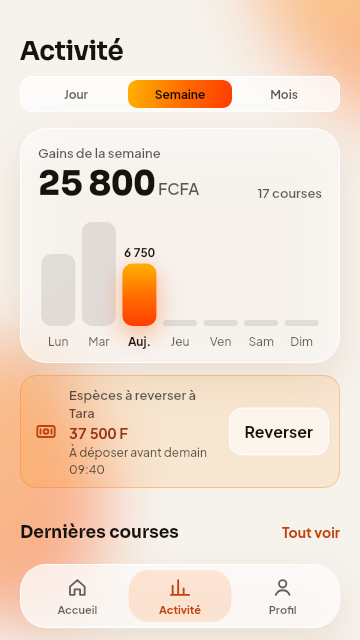 Activité
Jour Semaine Mois
Gains de la semaine
25 800 FCFA 17 courses
6 750
Lun Mar Auj. Jeu Ven Sam Dim
Espèces à reverser à
Tara
37 500 F
À déposer avant demain
09:40
Reverser
Dernières courses Tout voir
Accueil Activité Profil